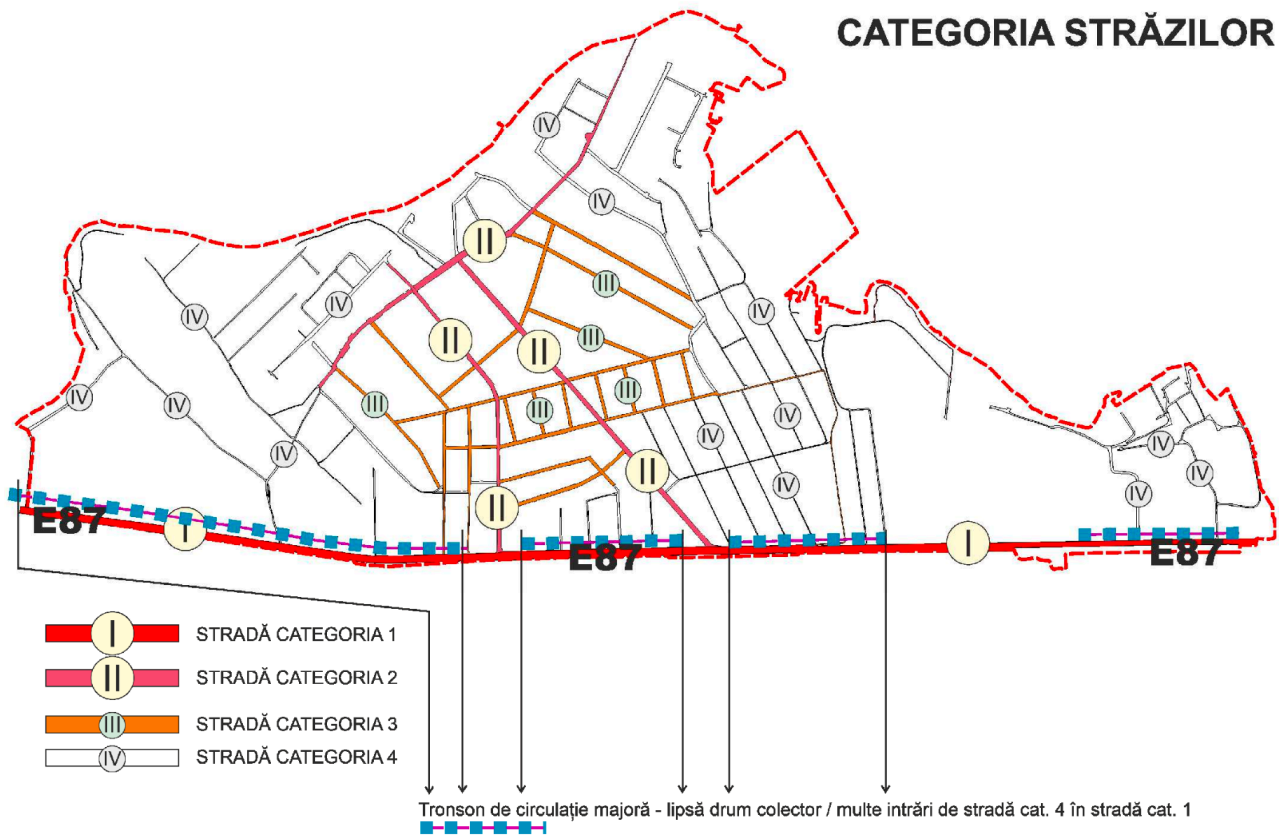 CATEGORIA STRĂZILOR
IV
IV
II
III
IV
IV
IV
II
II
III
IV
IV
III
III
III
IV
IV
IV
IV
IV
II
IV
IV
IV
II
E87
I
E87
I
E87
I STRADĂ CATEGORIA 1
II STRADĂ CATEGORIA 2
III STRADĂ CATEGORIA 3
IV STRADĂ CATEGORIA 4
Tronson de circulație majoră - lipsă drum colector / multe intrări de stradă cat. 4 în stradă cat. 1